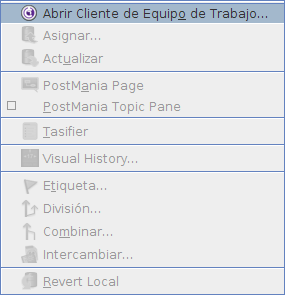 Abrir Cliente de Equipo de Trabajo...
Asignar...
Actualizar
PostMania Page
PostMania Topic Pane
Tasifier
Visual History...
Etiqueta...
División...
Combinar...
Intercambiar...
Revert Local